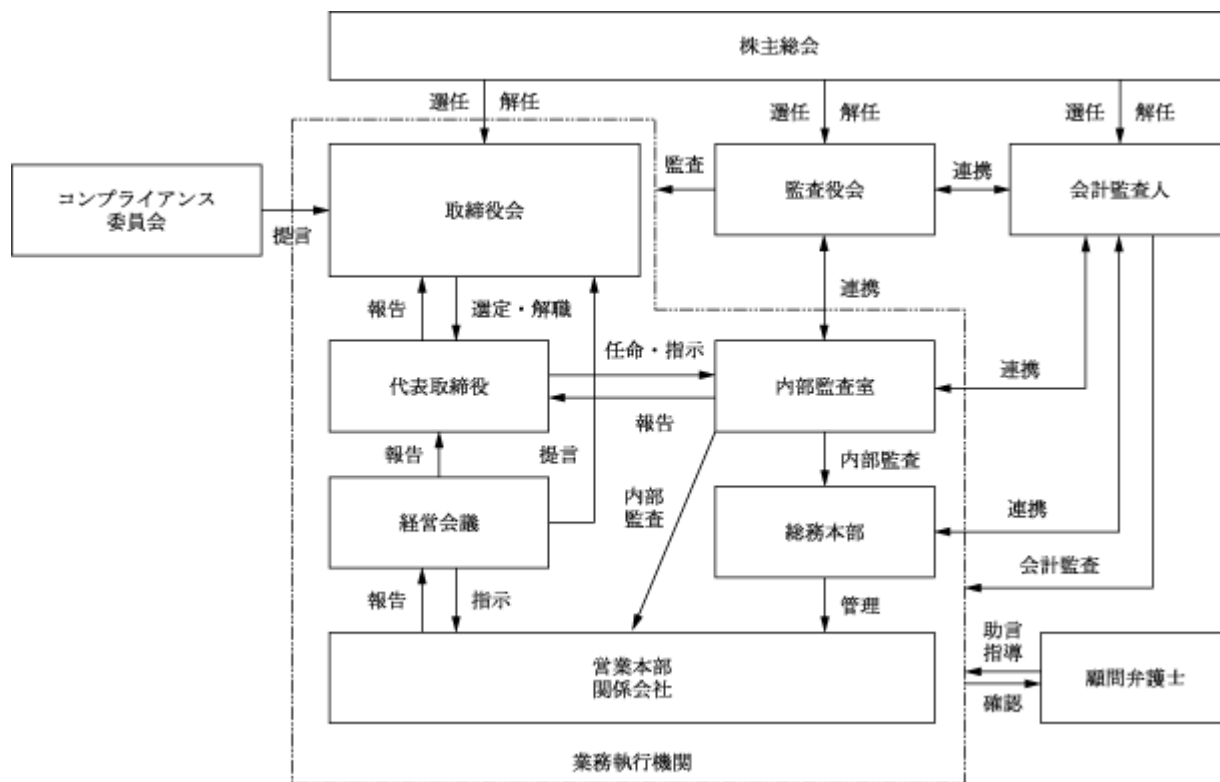 株主総会
選任 解任
選任 解任
選任 解任
コンプライアンス
委員会
提言
取締役会
監査
監査役会
連携
会計監査人
報告
選定・解職
連携
任命・指示
代表取締役
報告
内部監査室
連携
報告
提言
内部監査
内部
監査
経営会議
総務本部
連携
会計監査
報告
指示
管理
助言
指導
営業本部
関係会社
顧問弁護士
確認
業務執行機関